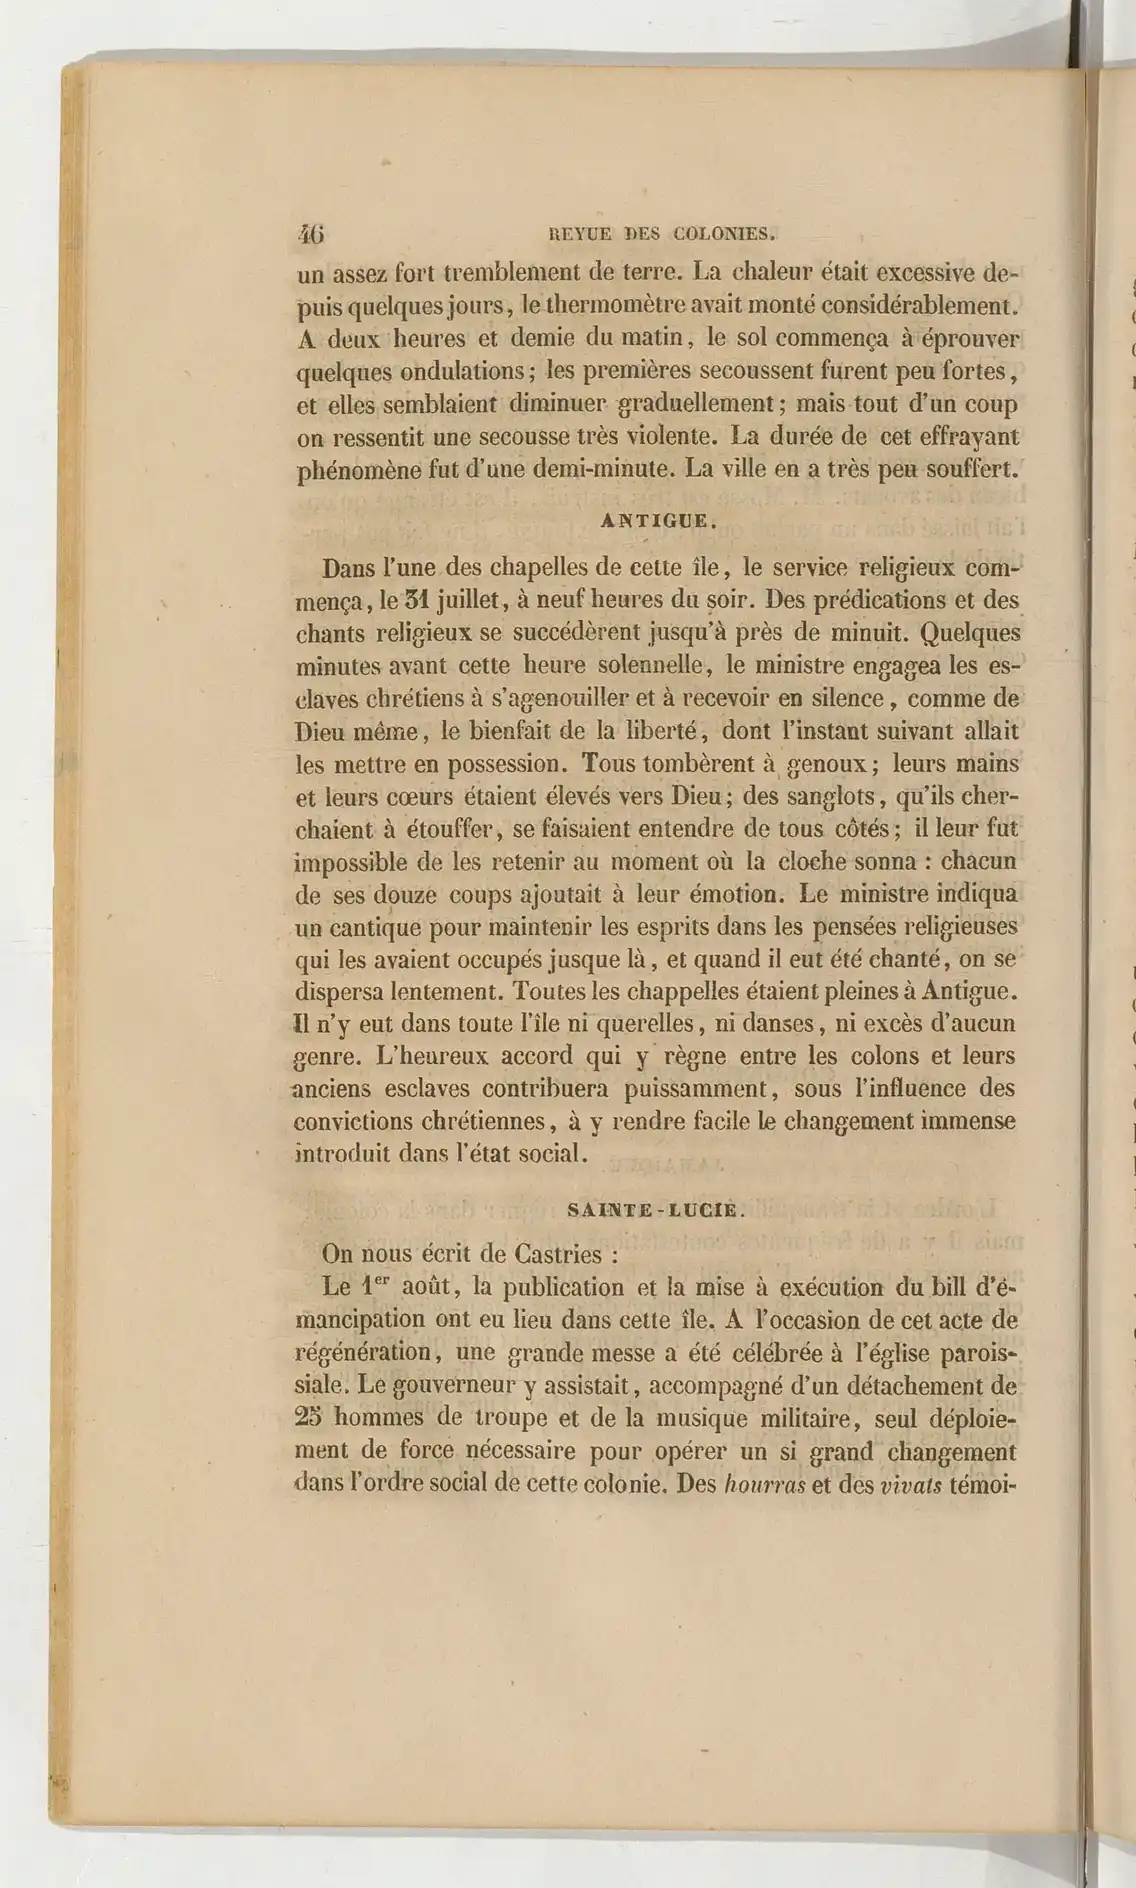 46 REVUE DES COLONIES.
un assez fort tremblement de terre. La chaleur était excessive de-
puis quelques jours, le thermomètre avait monté considérablement.
A deux heures et demie du matin, le sol commença à éprouver
quelques ondulations; les premières secoussent furent peu fortes,
et elles semblaient diminuer graduellement; mais tout d'un coup
on ressentit une secousse très violente. La durée de cet effrayant
phénomène fut d'une demi-minute. La ville en a très peu souffert.
ANTIGUE.
Dans l'une des chapelles de cette île, le service religieux com-
mença, le 31 juillet, à neuf heures du soir. Des prédications et des
chants religieux se succédèrent jusqu'à près de minuit. Quelques
minutes avant cette heure solennelle, le ministre engagea les es-
claves chrétiens à s'agenouiller et à recevoir en silence, comme de
Dieu même, le bienfait de la liberté, dont l'instant suivant allait
les mettre en possession. Tous tombèrent à genoux; leurs mains
et leurs cœurs étaient élevés vers Dieu; des sanglots, qu'ils cher-
chaient à étouffer, se faisaient entendre de tous côtés; il leur fut
impossible de les retenir au moment où la cloche sonna : chacun
de ses douze coups ajoutait à leur émotion. Le ministre indiqua
un cantique pour maintenir les esprits dans les pensées religieuses
qui les avaient occupés jusque là, et quand il eut été chanté, on se
dispersa lentement. Toutes les chappelles étaient pleines à Antigue.
Il n'y eut dans toute l'île ni querelles, ni danses, ni excès d'aucun
genre. L'heureux accord qui y règne entre les colons et leurs
anciens esclaves contribuera puissamment, sous l'influence des
convictions chrétiennes, à y rendre facile le changement immense
introduit dans l'état social.
SAINTE-LUCIE.
On nous écrit de Castries :
Le 1er août, la publication et la mise à exécution du bill d'é-
mancipation ont eu lieu dans cette île. A l'occasion de cet acte de
régénération, une grande messe a été célébrée à l'église parois-
siale. Le gouverneur y assistait, accompagné d'un détachement de
25 hommes de troupe et de la musique militaire, seul déploie-
ment de force nécessaire pour opérer un si grand changement
dans l'ordre social de cette colonie. Des hourras et des vivats témoi-